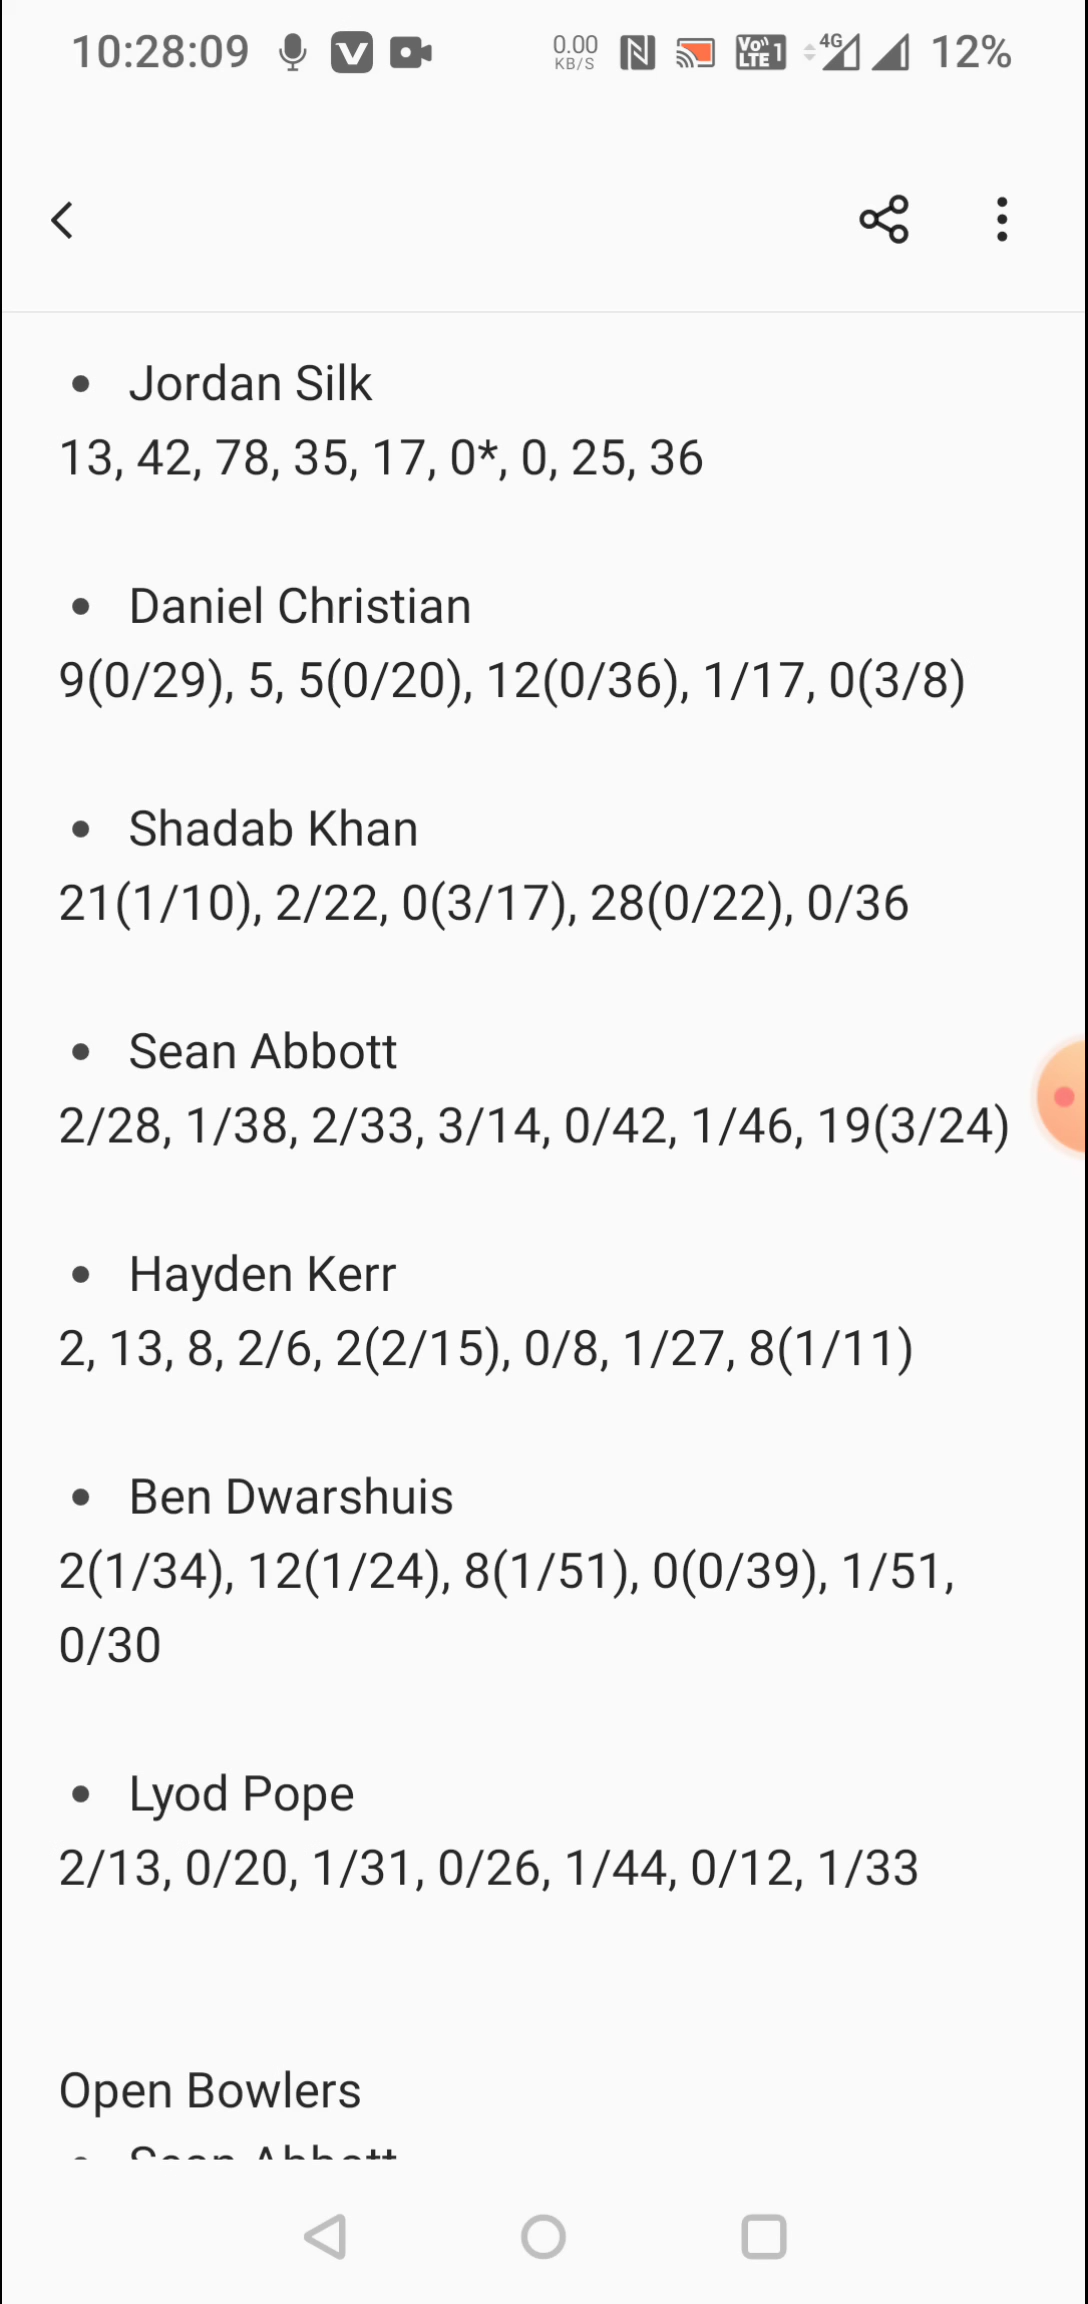 10:28:09 V 0.00 KB/S N Vo)) LTE 1 4G 12%
• Jordan Silk
13, 42, 78, 35, 17, 0*, 0, 25, 36
• Daniel Christian
9(0/29), 5, 5(0/20), 12(0/36), 1/17, 0(3/8)
• Shadab Khan
21(1/10), 2/22, 0(3/17), 28(0/22), 0/36
• Sean Abbott
2/28, 1/38, 2/33, 3/14, 0/42, 1/46, 19(3/24)
• Hayden Kerr
2, 13, 8, 2/6, 2(2/15), 0/8, 1/27, 8(1/11)
• Ben Dwarshuis
2(1/34), 12(1/24), 8(1/51), 0(0/39), 1/51,
0/30
• Lyod Pope
2/13, 0/20, 1/31, 0/26, 1/44, 0/12, 1/33
Open Bowlers
• Sean Abbott